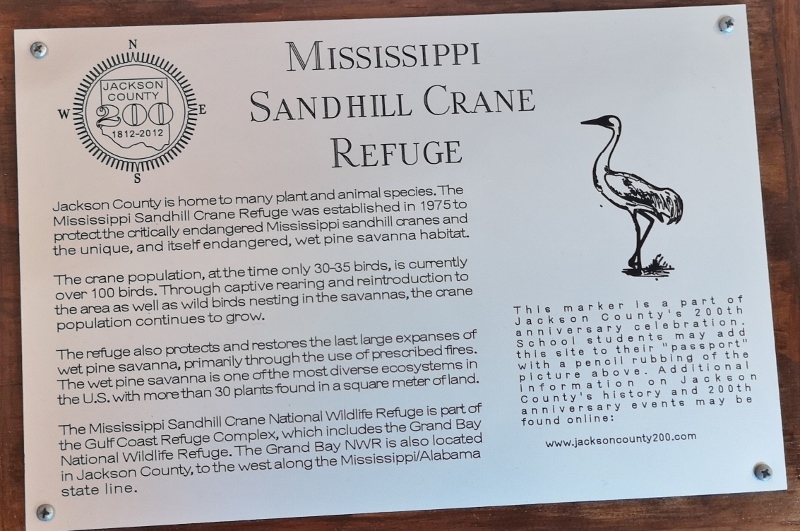 N
W
E
S
JACKSON
COUNTY
200
1812-2012
MISSISSIPPI
SANDHILL CRANE
REFUGE
Jackson County is home to many plant and animal species. The
Mississippi Sandhill Crane Refuge was established in 1975 to
protect the critically endangered Mississippi sandhill cranes and
the unique, and itself endangered, wet pine savanna habitat.
The crane population, at the time only 30-35 birds, is currently
over 100 birds. Through captive rearing and reintroduction to
the area as well as wild birds nesting in the savannas, the crane
population continues to grow.
The refuge also protects and restores the last large expanses of
wet pine savanna, primarily through the use of prescribed fires.
The wet pine savanna is one of the most diverse ecosystems in
the U.S. with more than 30 plants found in a square meter of land.
The Mississippi Sandhill Crane National Wildlife Refuge is part of
the Gulf Coast Refuge Complex, which includes the Grand Bay
National Wildlife Refuge. The Grand Bay NWR is also located
in Jackson County, to the west along the Mississippi/Alabama
state line.
This marker is a part of
Jackson County's 200th
anniversary celebration.
School students may add
this site to their "passport"
with a pencil rubbing of the
picture above. Additional
information on Jackson
County's history and 200th
anniversary events may be
found online:
www.jacksoncounty200.com